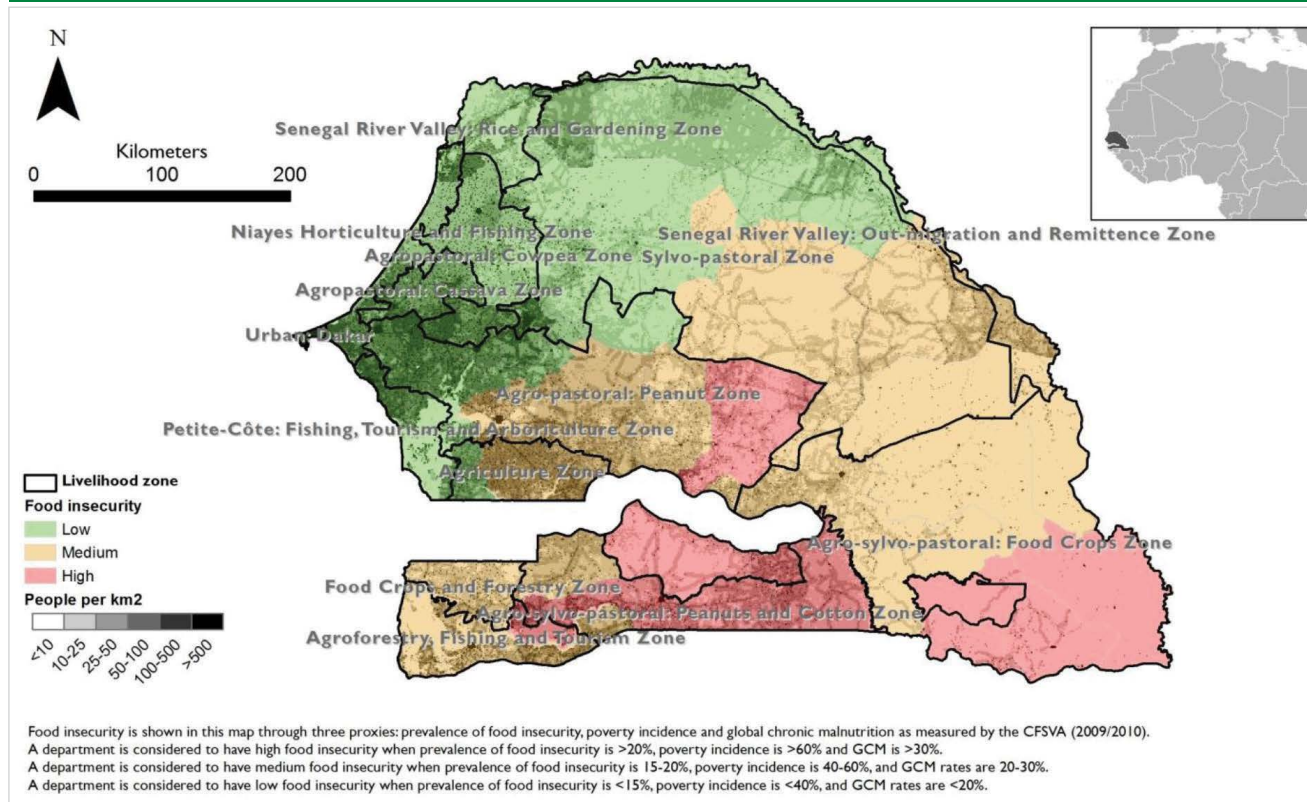 N
Kilometers
0 100 200
Senegal River Valley: Rice and Gardening Zone
Niayes Horticulture and Fishing Zone
Senegal River Valley: Out-migration and Remittence Zone
Agropastoral: Cowpea Zone
Sylvo-pastoral Zone
Agropastoral: Cassava Zone
Urban: Dakar
Agro-pastoral: Peanut Zone
Petite-Côte: Fishing, Tourism and Arboriculture Zone
Agriculture Zone
Agro-sylvo-pastoral: Food Crops Zone
Food Crops and Forestry Zone
Agro-sylvo-pastoral: Peanuts and Cotton Zone
Agroforestry, Fishing and Tourism Zone
Livelihood zone
Food insecurity
Low
Medium
High
People per km2
<10 10-25 25-50 50-100 100-500 >500
Food insecurity is shown in this map through three proxies: prevalence of food insecurity, poverty incidence and global chronic malnutrition as measured by the CFSVA (2009/2010).
A department is considered to have high food insecurity when prevalence of food insecurity is >20%, poverty incidence is >60% and GCM is >30%.
A department is considered to have medium food insecurity when prevalence of food insecurity is 15-20%, poverty incidence is 40-60%, and GCM rates are 20-30%.
A department is considered to have low food insecurity when prevalence of food insecurity is <15%, poverty incidence is <40%, and GCM rates are <20%.